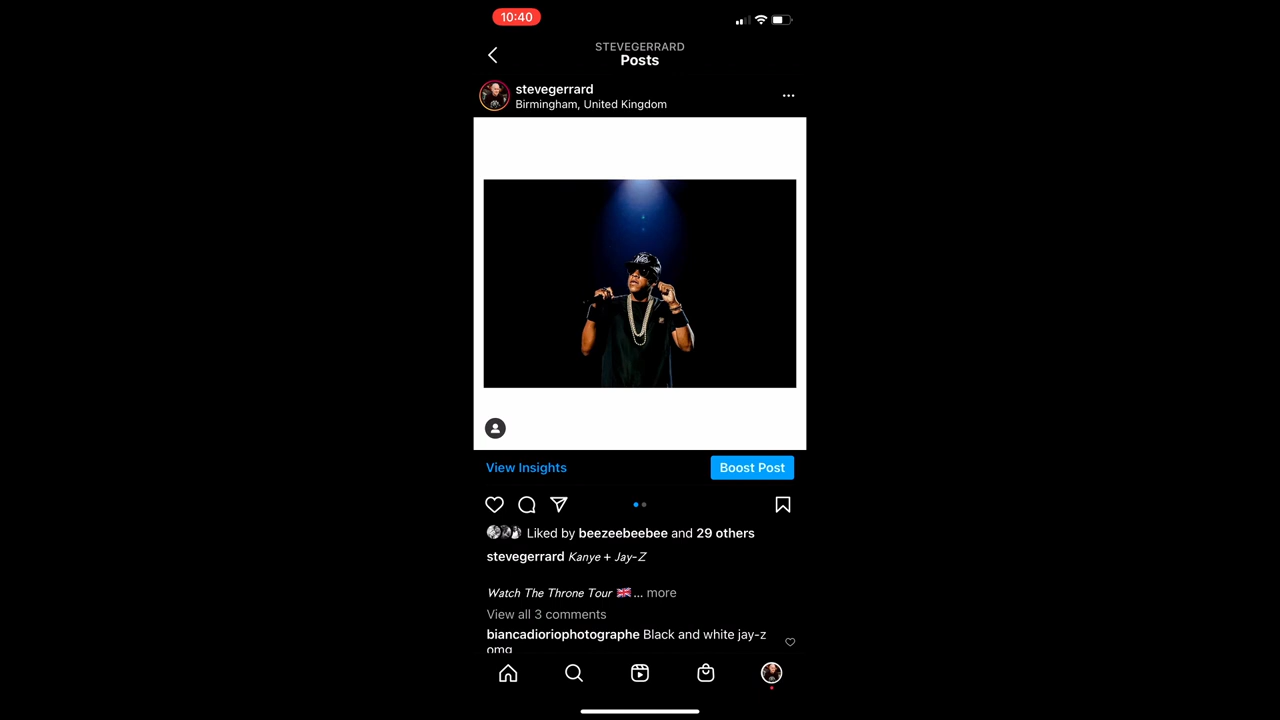 10:40
STEVEGERRARD
Posts
stevegerrard
Birmingham, United Kingdom
View Insights
Boost Post
Liked by beezeebeebee and 29 others
stevegerrard Kanye + Jay-Z
Watch The Throne Tour 🇬🇧 ... more
View all 3 comments
biancadioriophotographe Black and white jay-z
omg